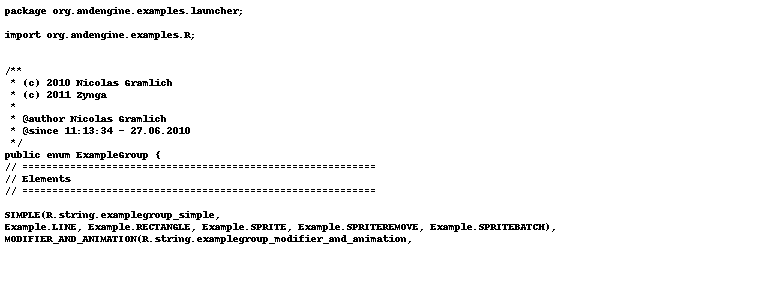 package org.andengine.examples.launcher;

import org.andengine.examples.R;


/**
 * (c) 2010 Nicolas Gramlich
 * (c) 2011 Zynga
 *
 * @author Nicolas Gramlich
 * @since 11:13:34 - 27.06.2010
 */
public enum ExampleGroup {
// ===========================================================
// Elements
// ===========================================================

SIMPLE(R.string.examplegroup_simple,
Example.LINE, Example.RECTANGLE, Example.SPRITE, Example.SPRITEREMOVE, Example.SPRITEBATCH),
MODIFIER_AND_ANIMATION(R.string.examplegroup_modifier_and_animation,